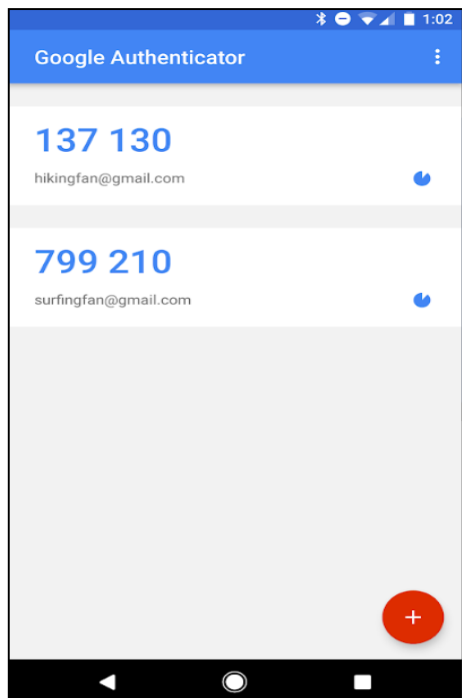 1:02
Google Authenticator
137 130
hikingfan@gmail.com
799 210
surfingfan@gmail.com